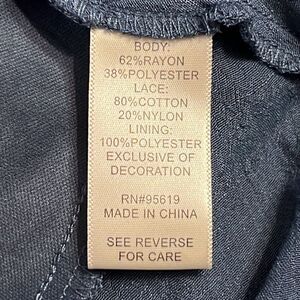 BODY:
62%RAYON
38%POLYESTER
LACE:
80%COTTON
20%NYLON
LINING:
100%POLYESTER
EXCLUSIVE OF
DECORATION
RN#95619
MADE IN CHINA
SEE REVERSE
FOR CARE